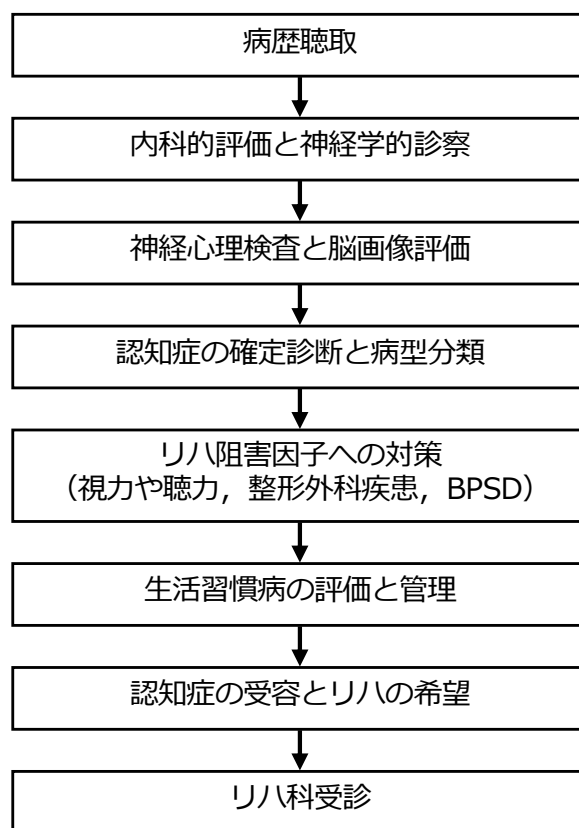 病歴聴取
内科的評価と神経学的診察
神経心理検査と脳画像評価
認知症の確定診断と病型分類
リハ阻害因子への対策
（視力や聴力，整形外科疾患，BPSD）
生活習慣病の評価と管理
認知症の受容とリハの希望
リハ科受診